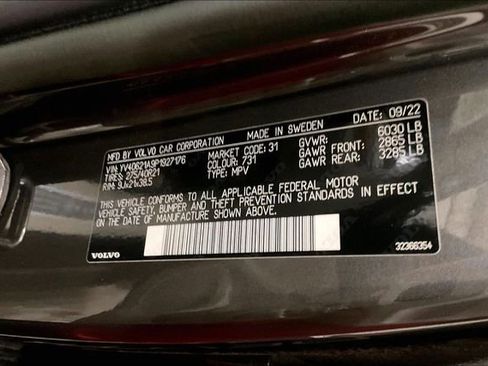 MFD BY VOLVO CAR CORPORATION MADE IN SWEDEN DATE: 09/22
VIN: YV4062JA9P1927176 MARKET CODE: 31 GVWR: 6030 LB
TIRES: 275/40R21 COLOUR: 731 GAWR FRONT: 2865 LB
RIM: 9Jx21x38.5 TYPE: MPV GAWR REAR: 3285 LB
THIS VEHICLE CONFORMS TO ALL APPLICABLE FEDERAL MOTOR
VEHICLE SAFETY, BUMPER AND THEFT PREVENTION STANDARDS IN EFFECT
ON THE DATE OF MANUFACTURE SHOWN ABOVE
VOLVO 32366354